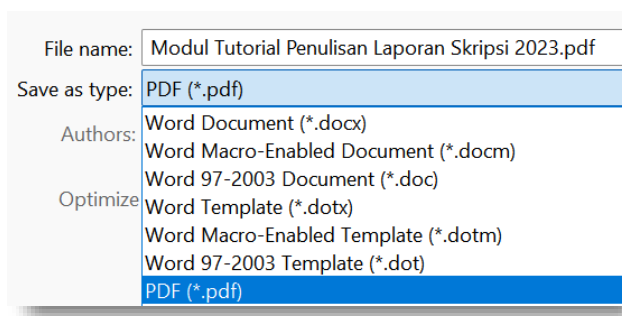 File name: Modul Tutorial Penulisan Laporan Skripsi 2023.pdf
Save as type: PDF (*.pdf)
Authors: Word Document (*.docx)
Word Macro-Enabled Document (*.docm)
Word 97-2003 Document (*.doc)
Optimize Word Template (*.dotx)
Word Macro-Enabled Template (*.dotm)
Word 97-2003 Template (*.dot)
PDF (*.pdf)